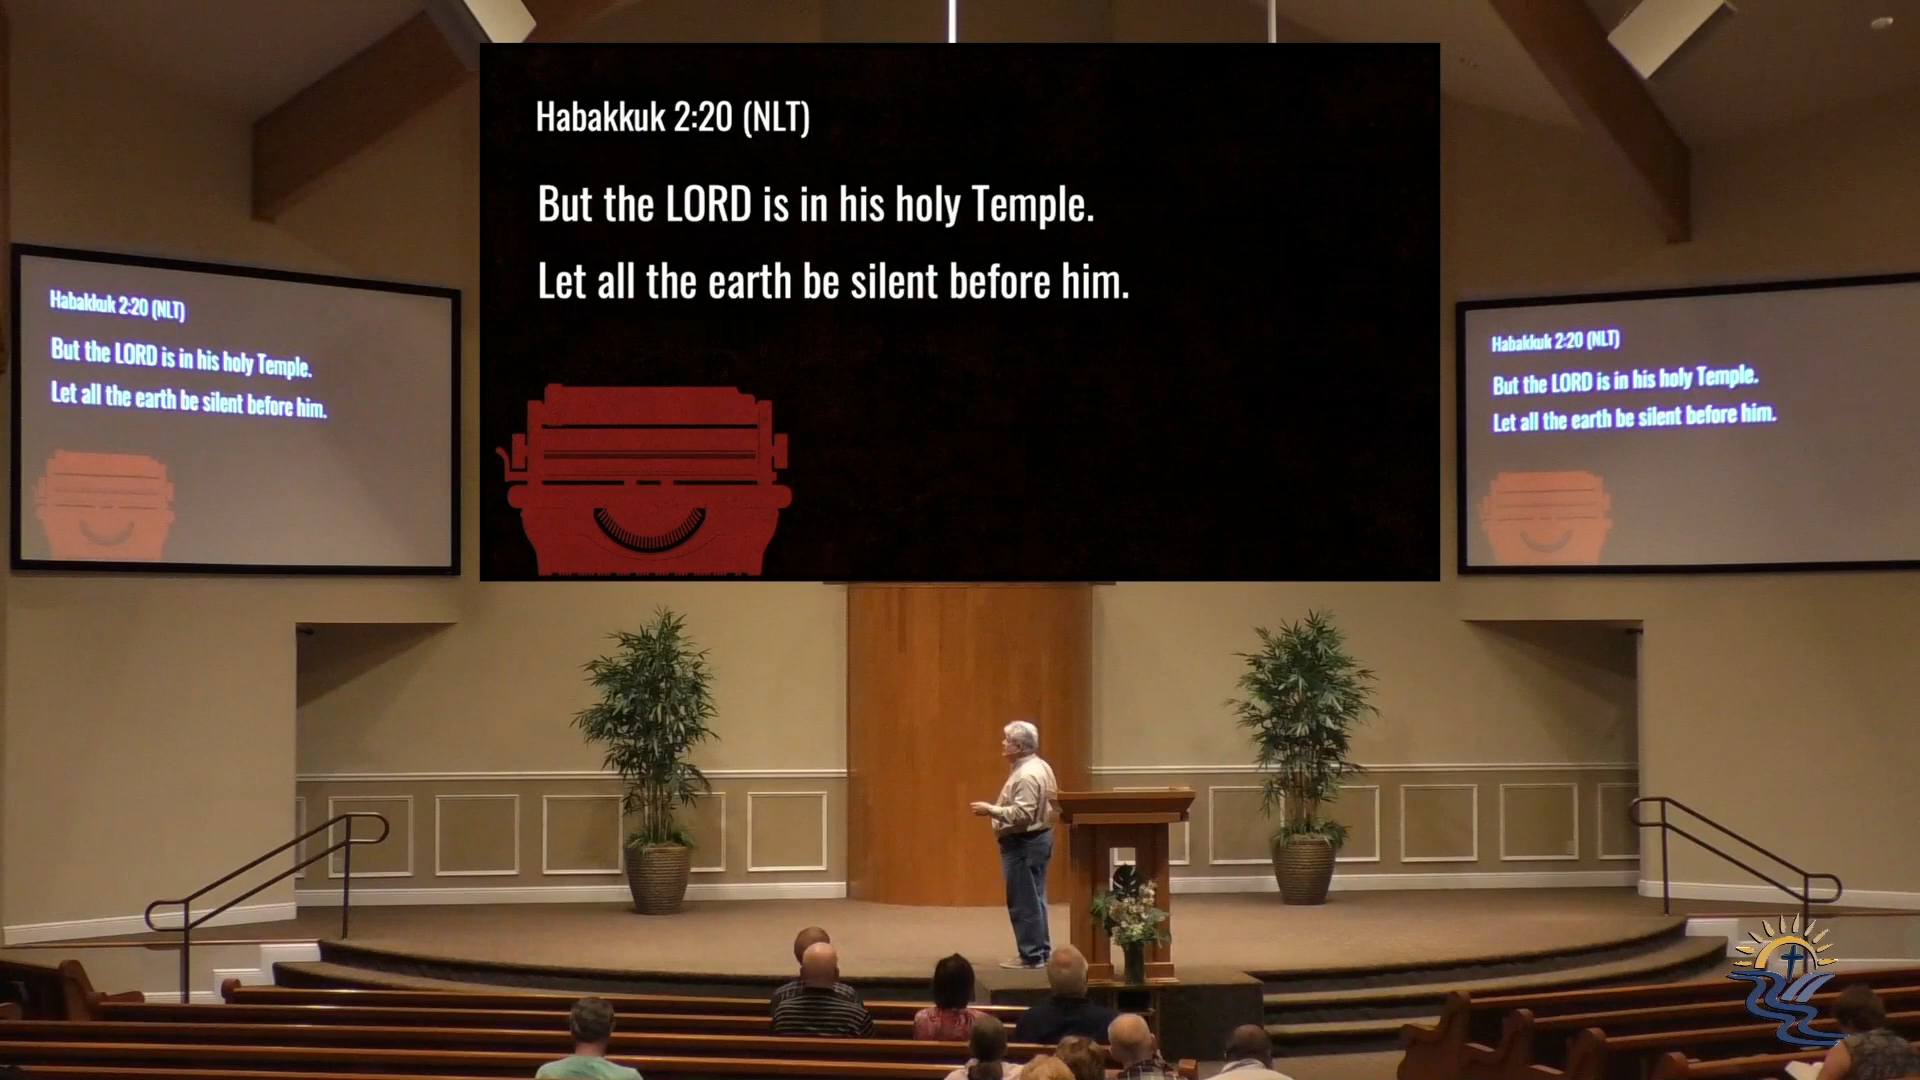 Habakkuk 2:20 (NLT)
But the LORD is in his holy Temple.
Let all the earth be silent before him.
Habakkuk 2:20 (NLT)
But the LORD is in his holy Temple.
Let all the earth be silent before him.
Habakkuk 2:20 (NLT)
But the LORD is in his holy Temple.
Let all the earth be silent before him.